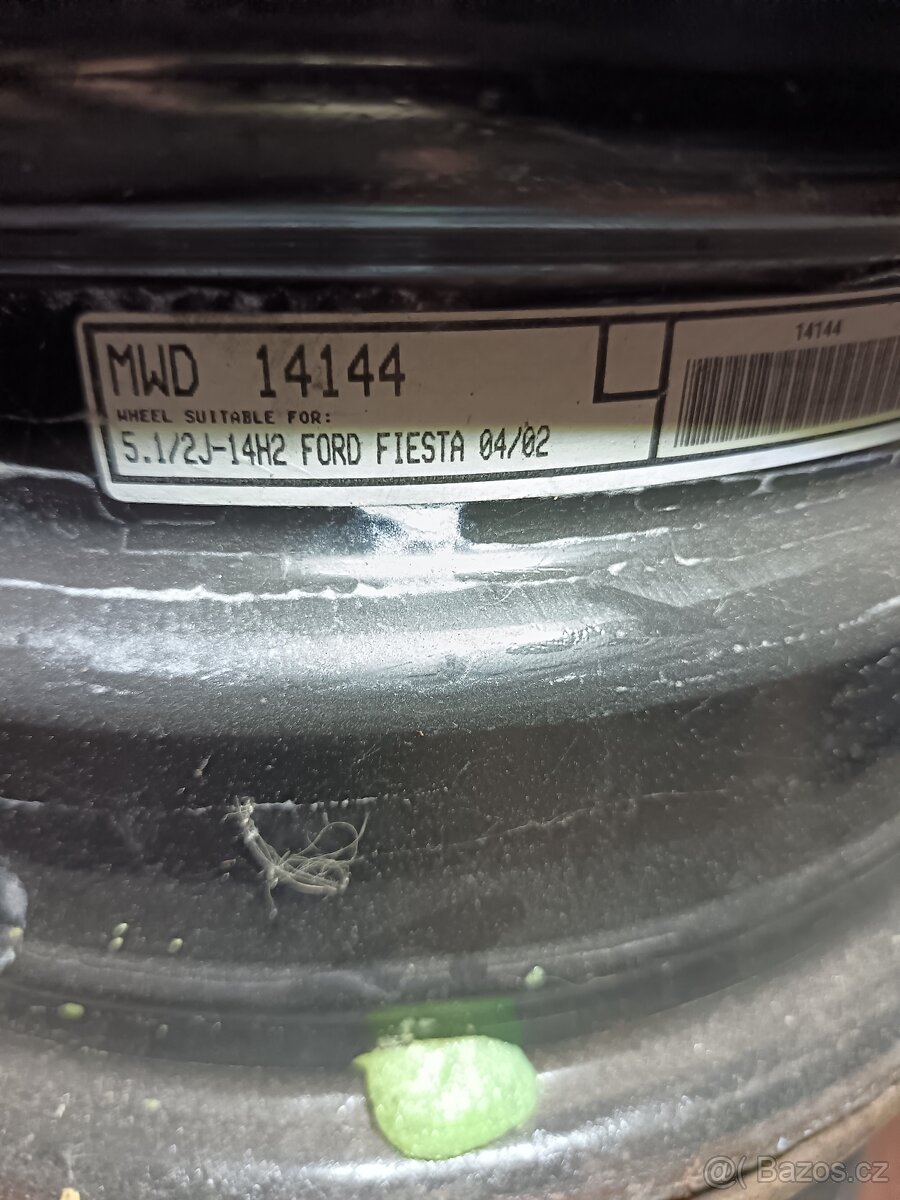 MWD 14144
WHEEL SUITABLE FOR:
5.1/2J-14H2 FORD FIESTA 04/02
14144
@( Bazos.cz